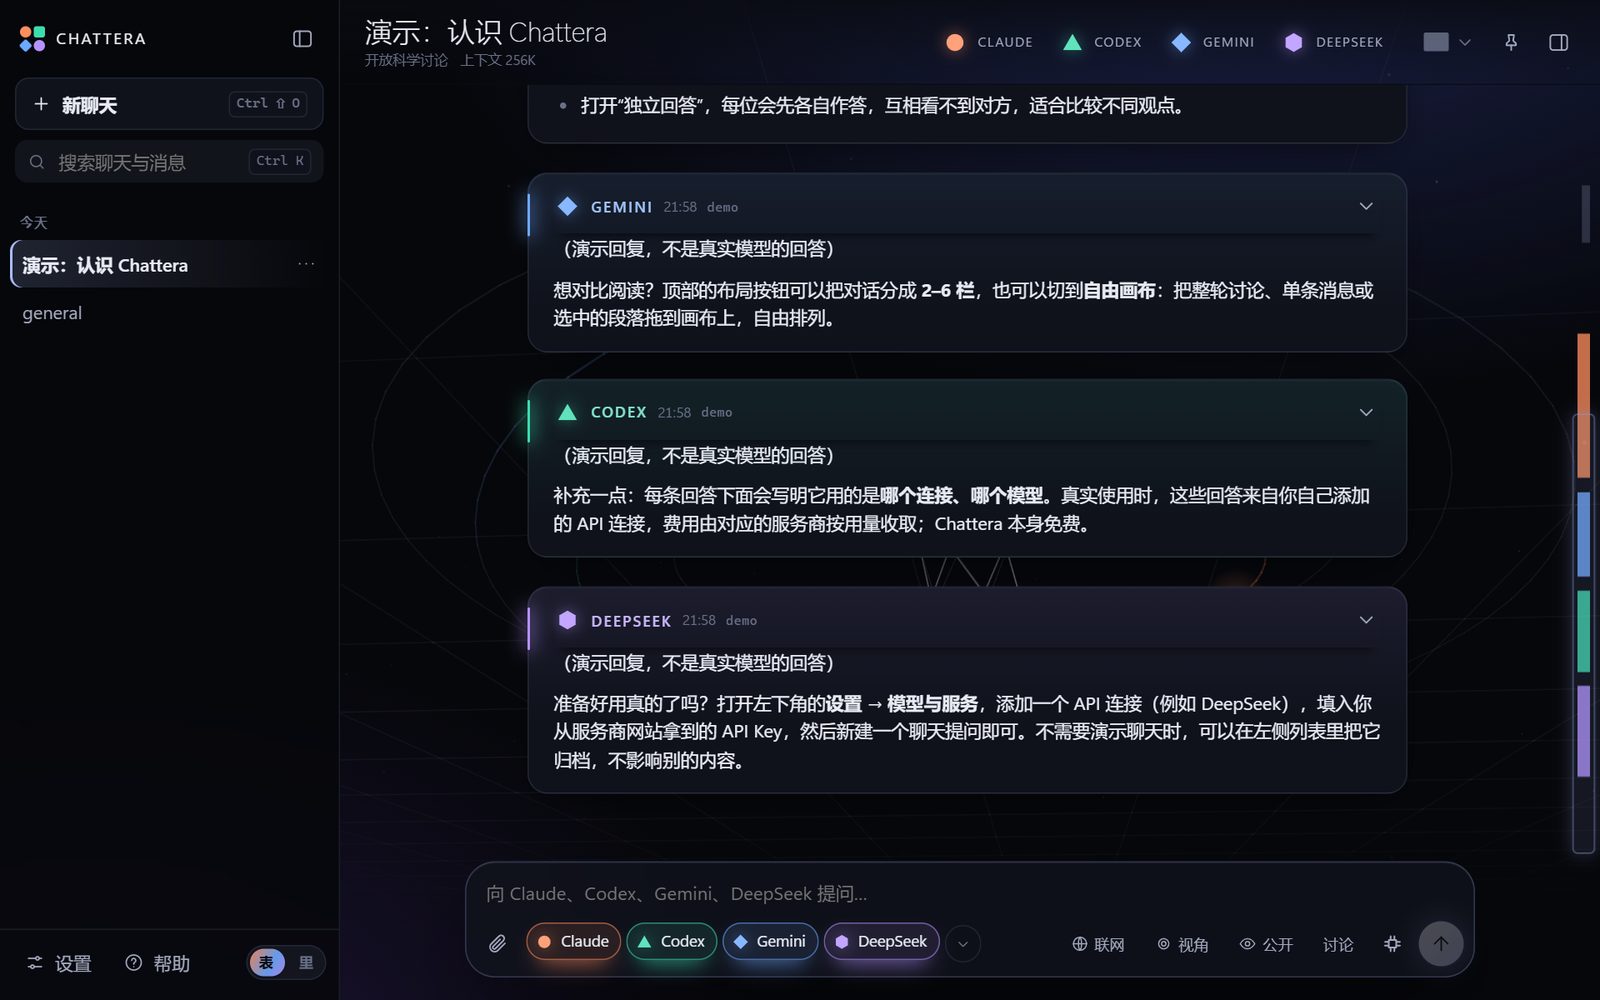 CHATTERA
新聊天 Ctrl ⇧ O
搜索聊天与消息 Ctrl K
今天
演示：认识 Chattera ···
general
设置 帮助 表 里
演示：认识 Chattera
开放科学讨论 上下文 256K
CLAUDE CODEX GEMINI DEEPSEEK
打开“独立回答”，每位会先各自作答，互相看不到对方，适合比较不同观点。
GEMINI 21:58 demo
（演示回复，不是真实模型的回答）
想对比阅读？顶部的布局按钮可以把对话分成 2–6 栏，也可以切到自由画布：把整轮讨论、单条消息或
选中的段落拖到画布上，自由排列。
CODEX 21:58 demo
（演示回复，不是真实模型的回答）
补充一点：每条回答下面会写明它用的是哪个连接、哪个模型。真实使用时，这些回答来自你自己添加
的 API 连接，费用由对应的服务商按用量收取；Chattera 本身免费。
DEEPSEEK 21:58 demo
（演示回复，不是真实模型的回答）
准备好用真的了吗？打开左下角的设置 → 模型与服务，添加一个 API 连接（例如 DeepSeek），填入你
从服务商网站拿到的 API Key，然后新建一个聊天提问即可。不需要演示聊天时，可以在左侧列表里把它
归档，不影响别的内容。
向 Claude、Codex、Gemini、DeepSeek 提问...
Claude Codex Gemini DeepSeek 联网 视角 公开 讨论